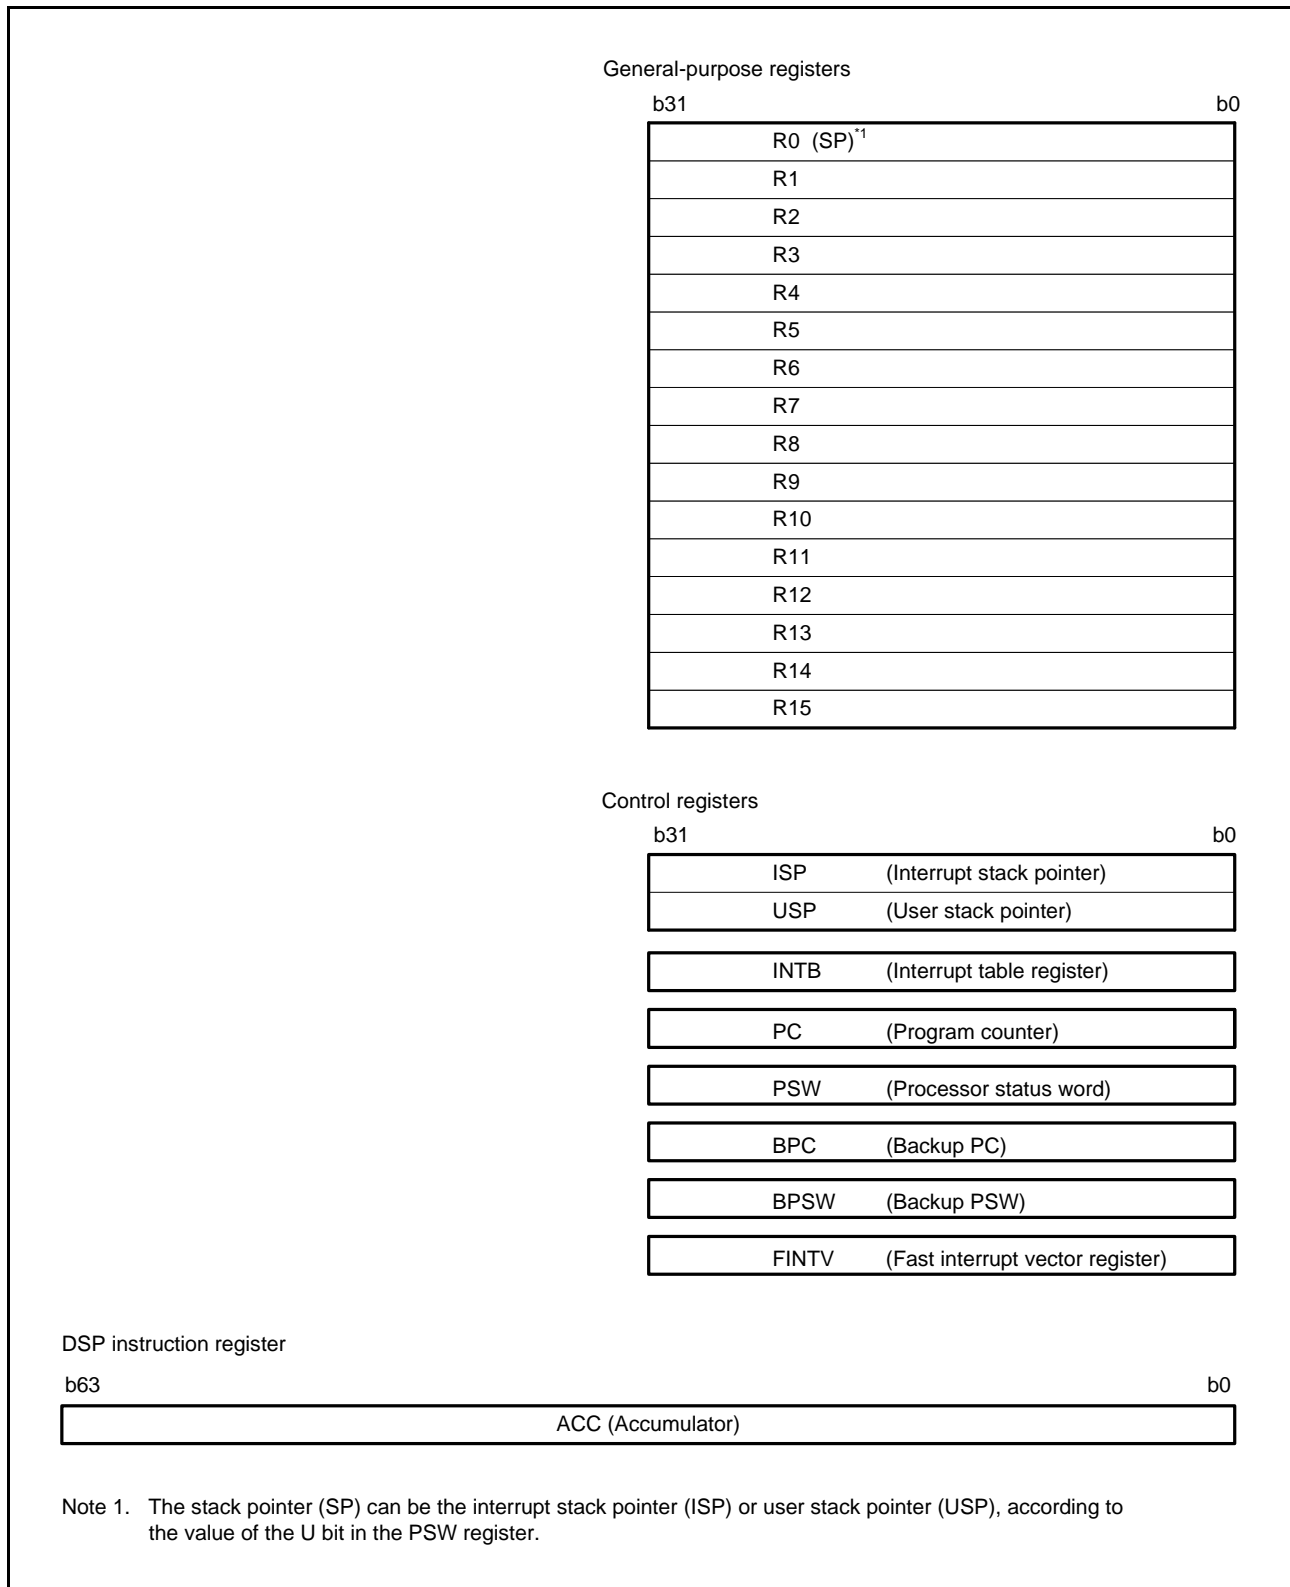 General-purpose registers
b31 b0
R0 (SP)*1
R1
R2
R3
R4
R5
R6
R7
R8
R9
R10
R11
R12
R13
R14
R15
Control registers
b31 b0
ISP (Interrupt stack pointer)
USP (User stack pointer)
INTB (Interrupt table register)
PC (Program counter)
PSW (Processor status word)
BPC (Backup PC)
BPSW (Backup PSW)
FINTV (Fast interrupt vector register)
DSP instruction register
b63 b0
ACC (Accumulator)
Note 1. The stack pointer (SP) can be the interrupt stack pointer (ISP) or user stack pointer (USP), according to
the value of the U bit in the PSW register.